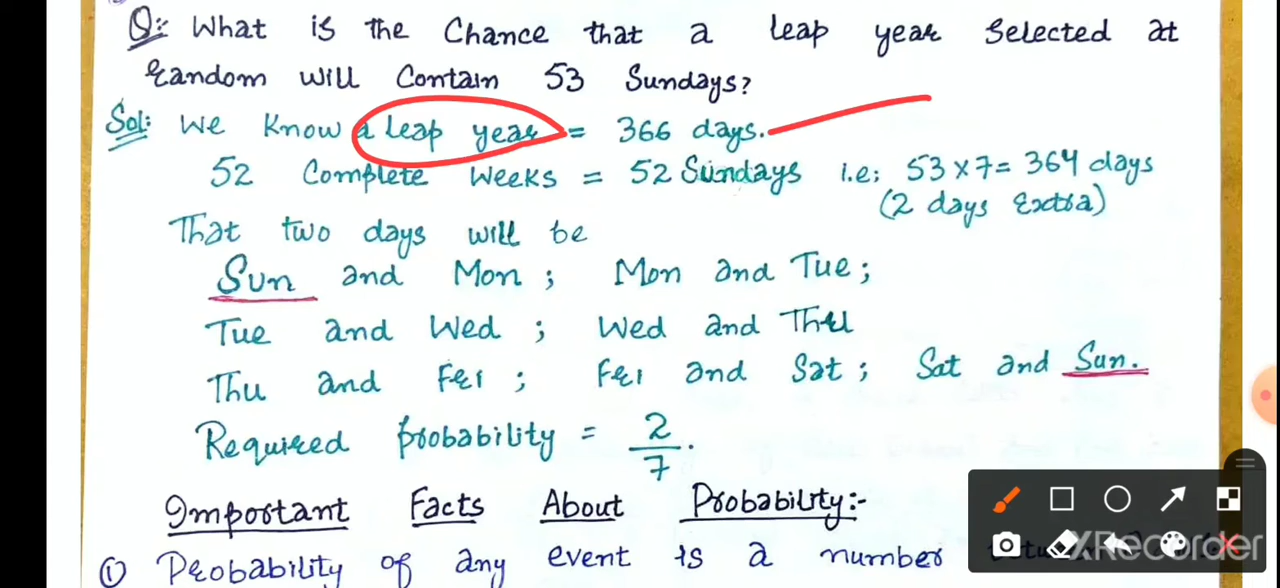 Q:- What is the Chance that a leap year selected at
random will Contain 53 Sundays?
Sol: We Know a leap year = 366 days.
52 Complete weeks = 52 Sundays i.e; 53 x 7 = 364 days
(2 days Extra)
That two days will be
Sun and Mon ; Mon and Tue ;
Tue and Wed ; Wed and Thu
Thu and Fri ; Fri and Sat ; Sat and Sun.
Required probability = 2/7.
Important Facts About Probability:-
① Probability of any event is a number
XRecorder